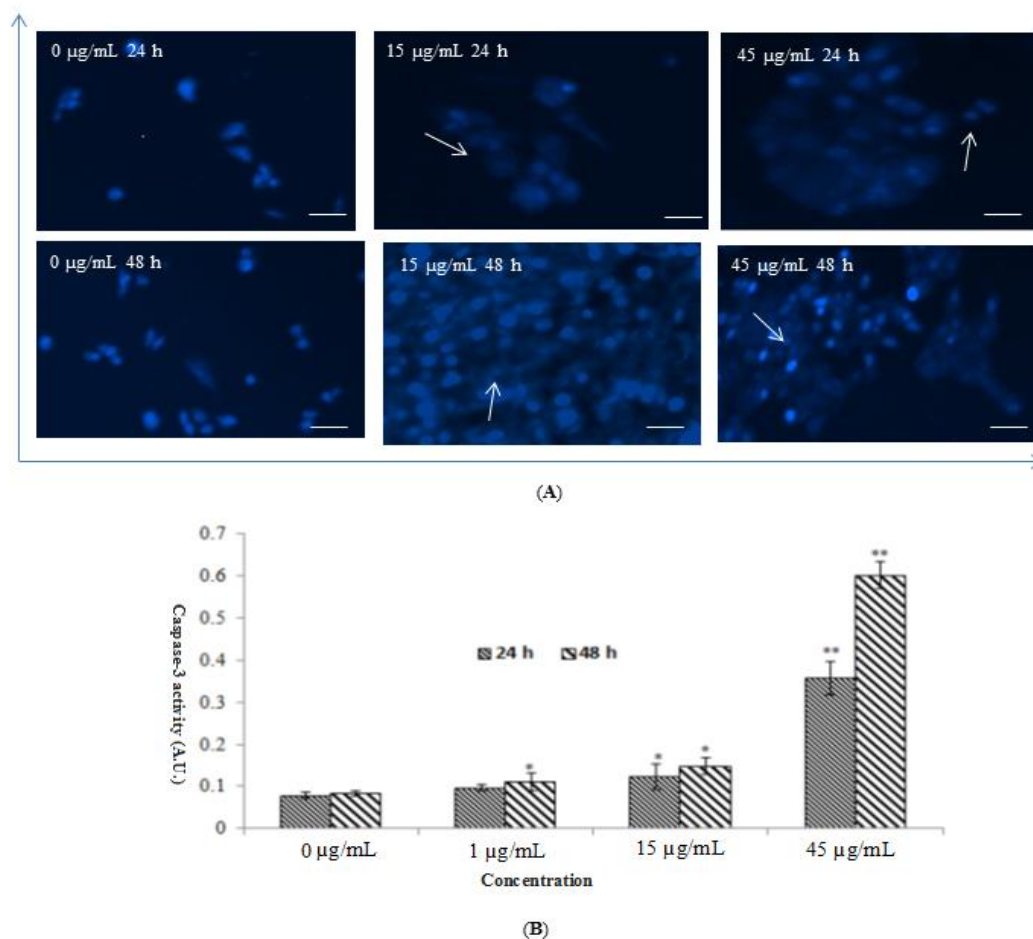 0 µg/mL 24 h
15 µg/mL 24 h
45 µg/mL 24 h
0 µg/mL 48 h
15 µg/mL 48 h
45 µg/mL 48 h
(A)
0.7
0.6
0.5
0.4
0.3
0.2
0.1
0
Caspase-3 activity (A.U.)
24 h 48 h
*
* *
**
**
0 µg/mL 1 µg/mL 15 µg/mL 45 µg/mL
Concentration
(B)